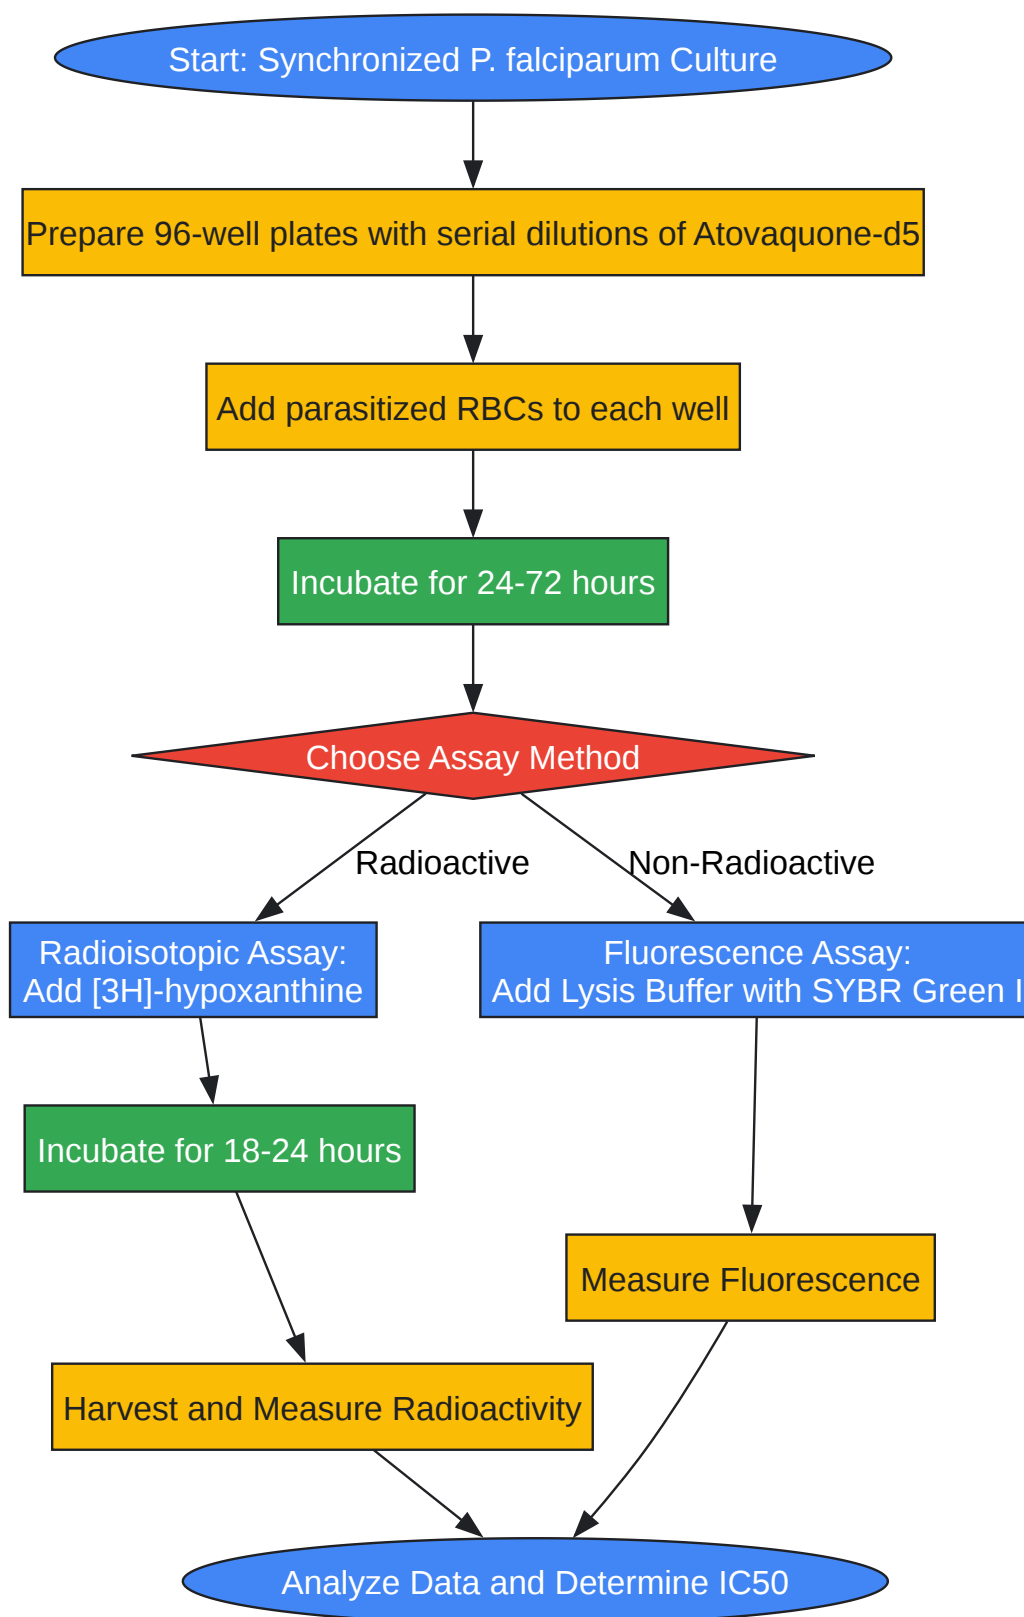 Start: Synchronized P. falciparum Culture
Prepare 96-well plates with serial dilutions of Atovaquone-d5
Add parasitized RBCs to each well
Incubate for 24-72 hours
Choose Assay Method
Radioactive
Non-Radioactive
Radioisotopic Assay:
Add [3H]-hypoxanthine
Fluorescence Assay:
Add Lysis Buffer with SYBR Green I
Incubate for 18-24 hours
Measure Fluorescence
Harvest and Measure Radioactivity
Analyze Data and Determine IC50